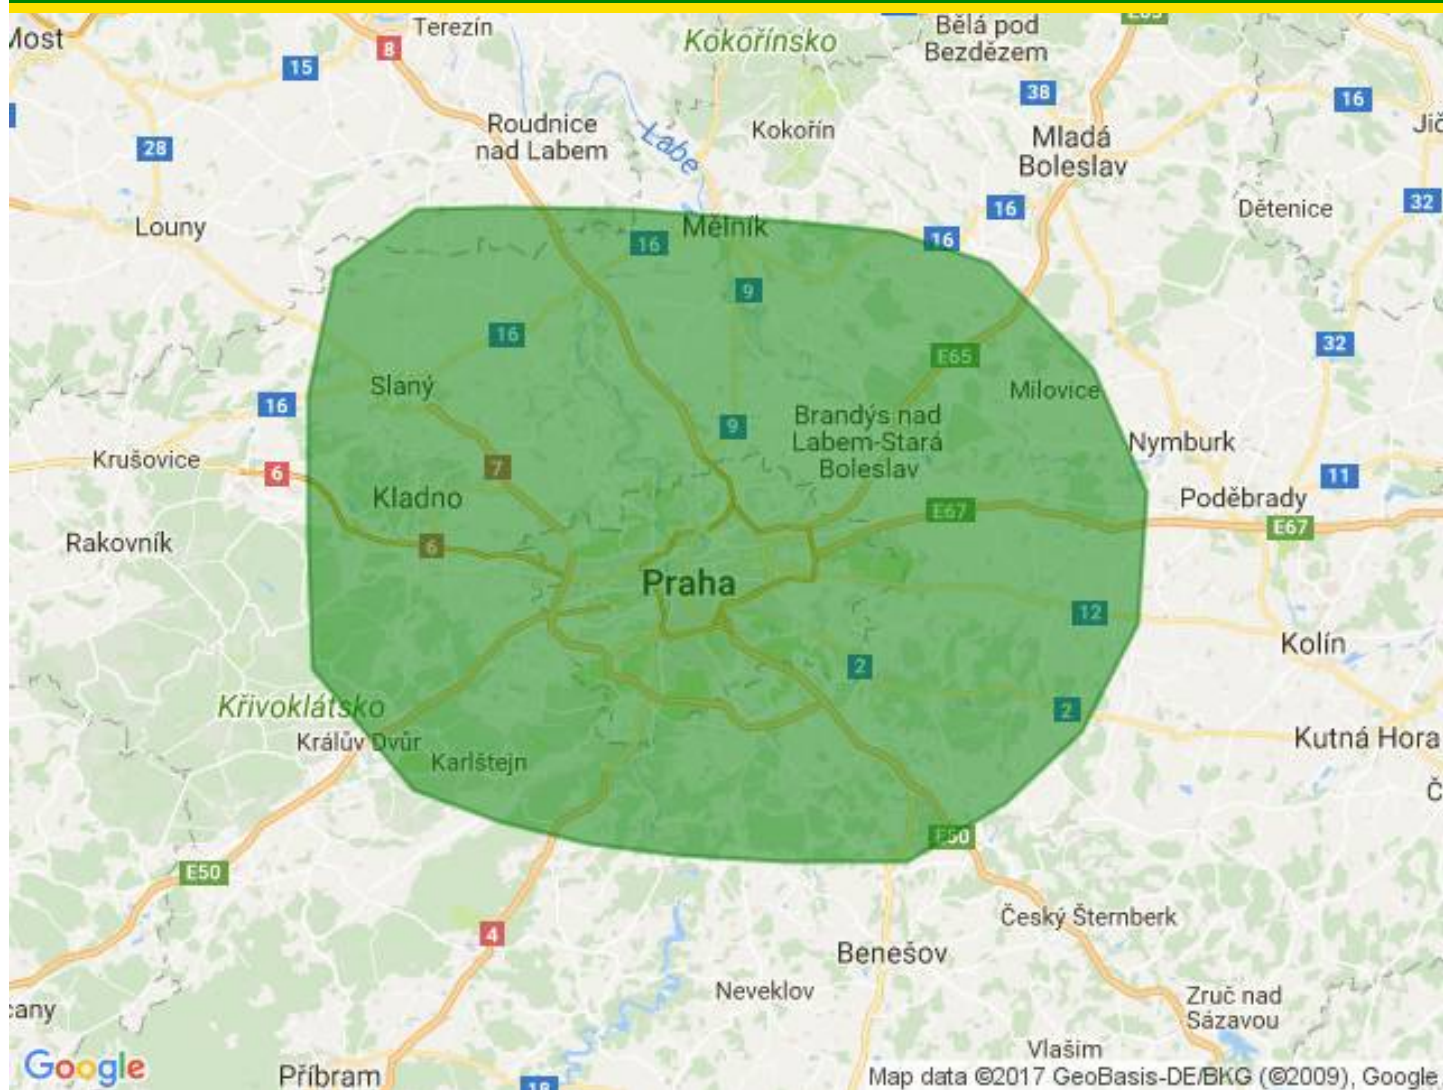 Most
Terezín
8
15
Kokořínsko
Bělá pod
Bezdězem
E65
38
16
Jič
28
Roudnice
nad Labem
Labe
Kokořín
Mladá
Boleslav
Louny
16
Mělník
16
16
Dětenice
32
9
16
E65
32
Slaný
16
9
Milovice
Brandýs nad
Labem-Stará
Boleslav
Krušovice
6
7
Nymburk
11
Kladno
E67
Poděbrady
E67
Rakovník
6
Praha
12
2
Kolín
Křivoklátsko
2
Králův Dvůr
Karlštejn
Kutná Hora
Č
E50
E50
4
Český Šternberk
Benešov
Neveklov
Zruč nad
Sázavou
cany
Vlašim
Google
Příbram
18
Map data ©2017 GeoBasis-DE/BKG (©2009), Google